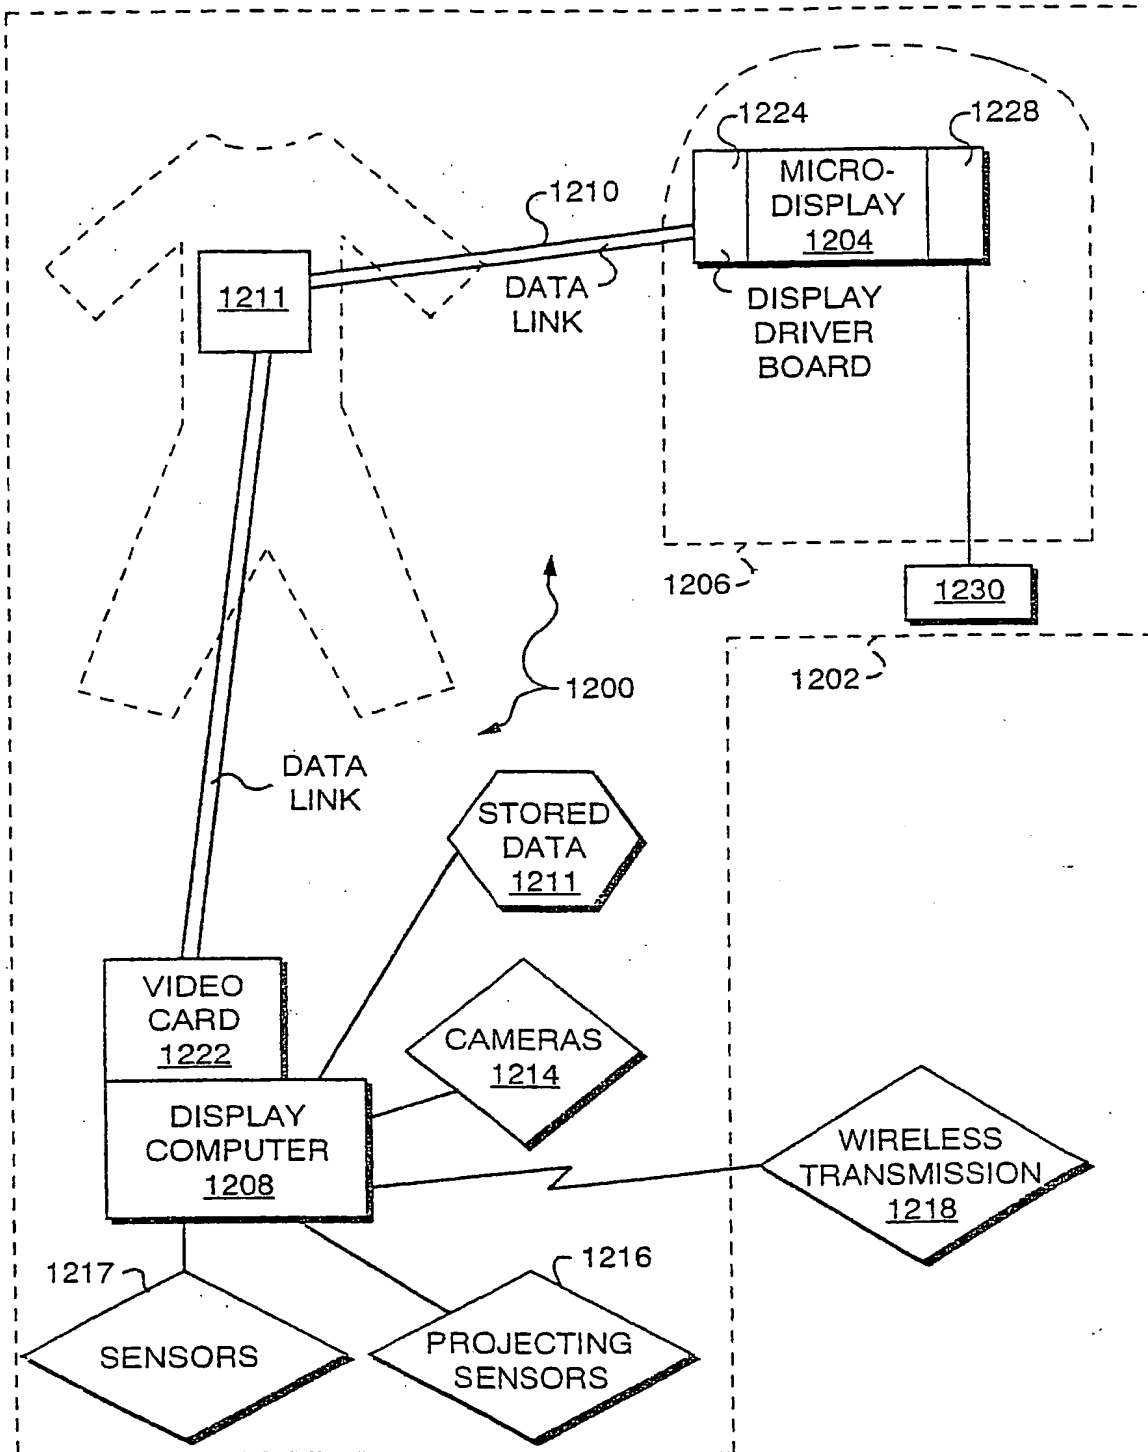 1224
1228
MICRO-
DISPLAY
1204
1210
1211
DATA
LINK
DISPLAY
DRIVER
BOARD
1206
1230
1202
1200
DATA
LINK
STORED
DATA
1211
VIDEO
CARD
1222
CAMERAS
1214
DISPLAY
COMPUTER
1208
WIRELESS
TRANSMISSION
1218
1217
1216
SENSORS
PROJECTING
SENSORS